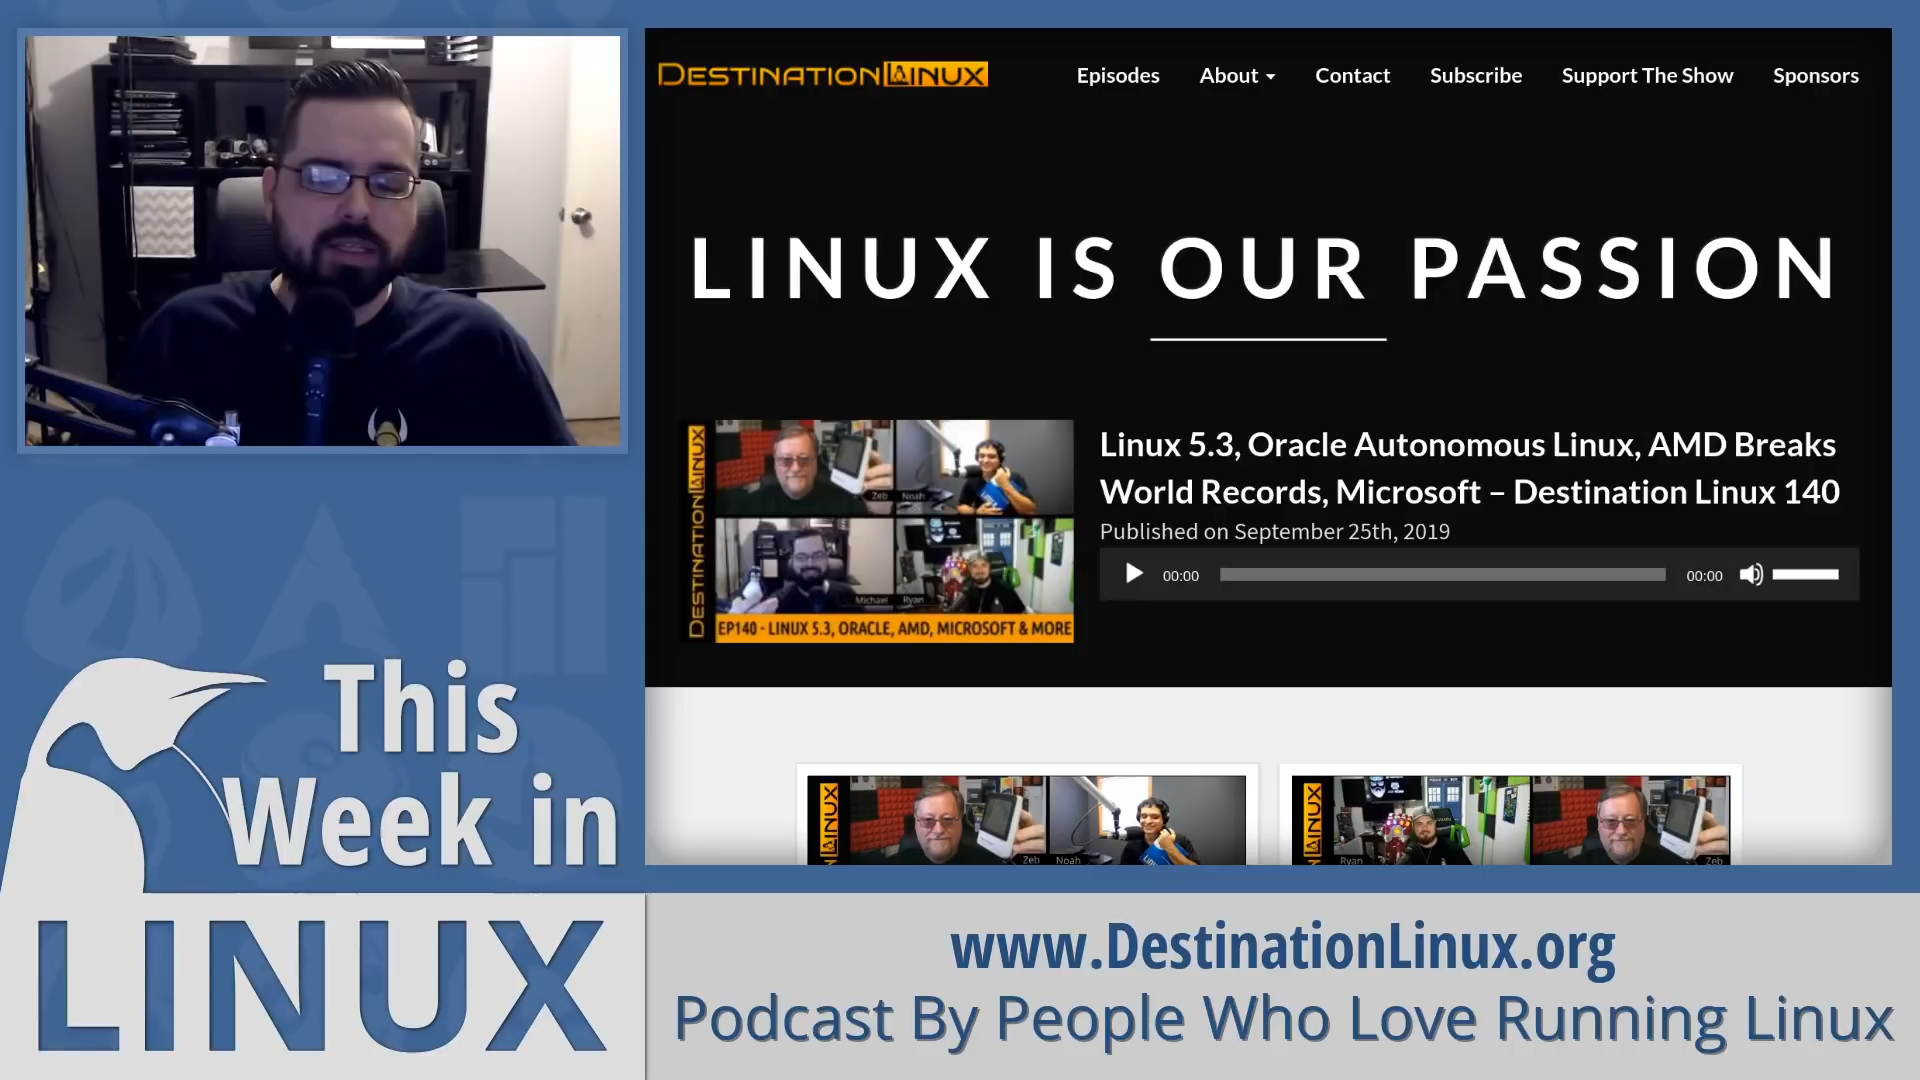 DESTINATION LINUX
Episodes
About
Contact
Subscribe
Support The Show
Sponsors
LINUX IS OUR PASSION
DESTINATION LINUX
Zeb
Noah
Michael
Ryan
EP140 - LINUX 5.3, ORACLE, AMD, MICROSOFT & MORE
Linux 5.3, Oracle Autonomous Linux, AMD Breaks
World Records, Microsoft – Destination Linux 140
Published on September 25th, 2019
00:00
00:00
LINUX
Zeb
Noah
LINUX
Ryan
Zeb
This
Week in
LINUX
www.DestinationLinux.org
Podcast By People Who Love Running Linux